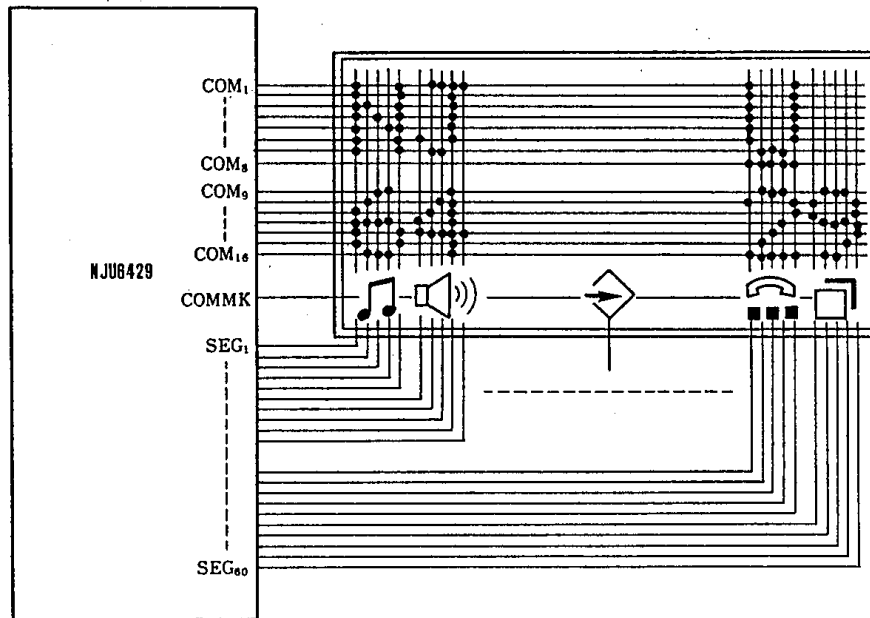 COM₁
COM₈
COM₉
COM₁₆
NJU6429
COMMK
SEG₁
SEG₆₀